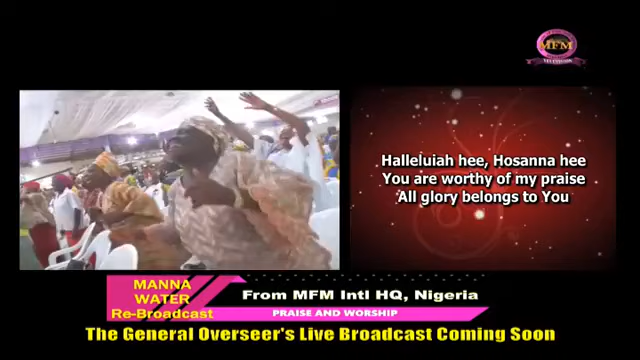 MFM
TELEVISION
Halleluiah hee, Hosanna hee
You are worthy of my praise
All glory belongs to You
MANNA
WATER
Re-Broadcast
From MFM Intl HQ, Nigeria
PRAISE AND WORSHIP
The General Overseer's Live Broadcast Coming Soon